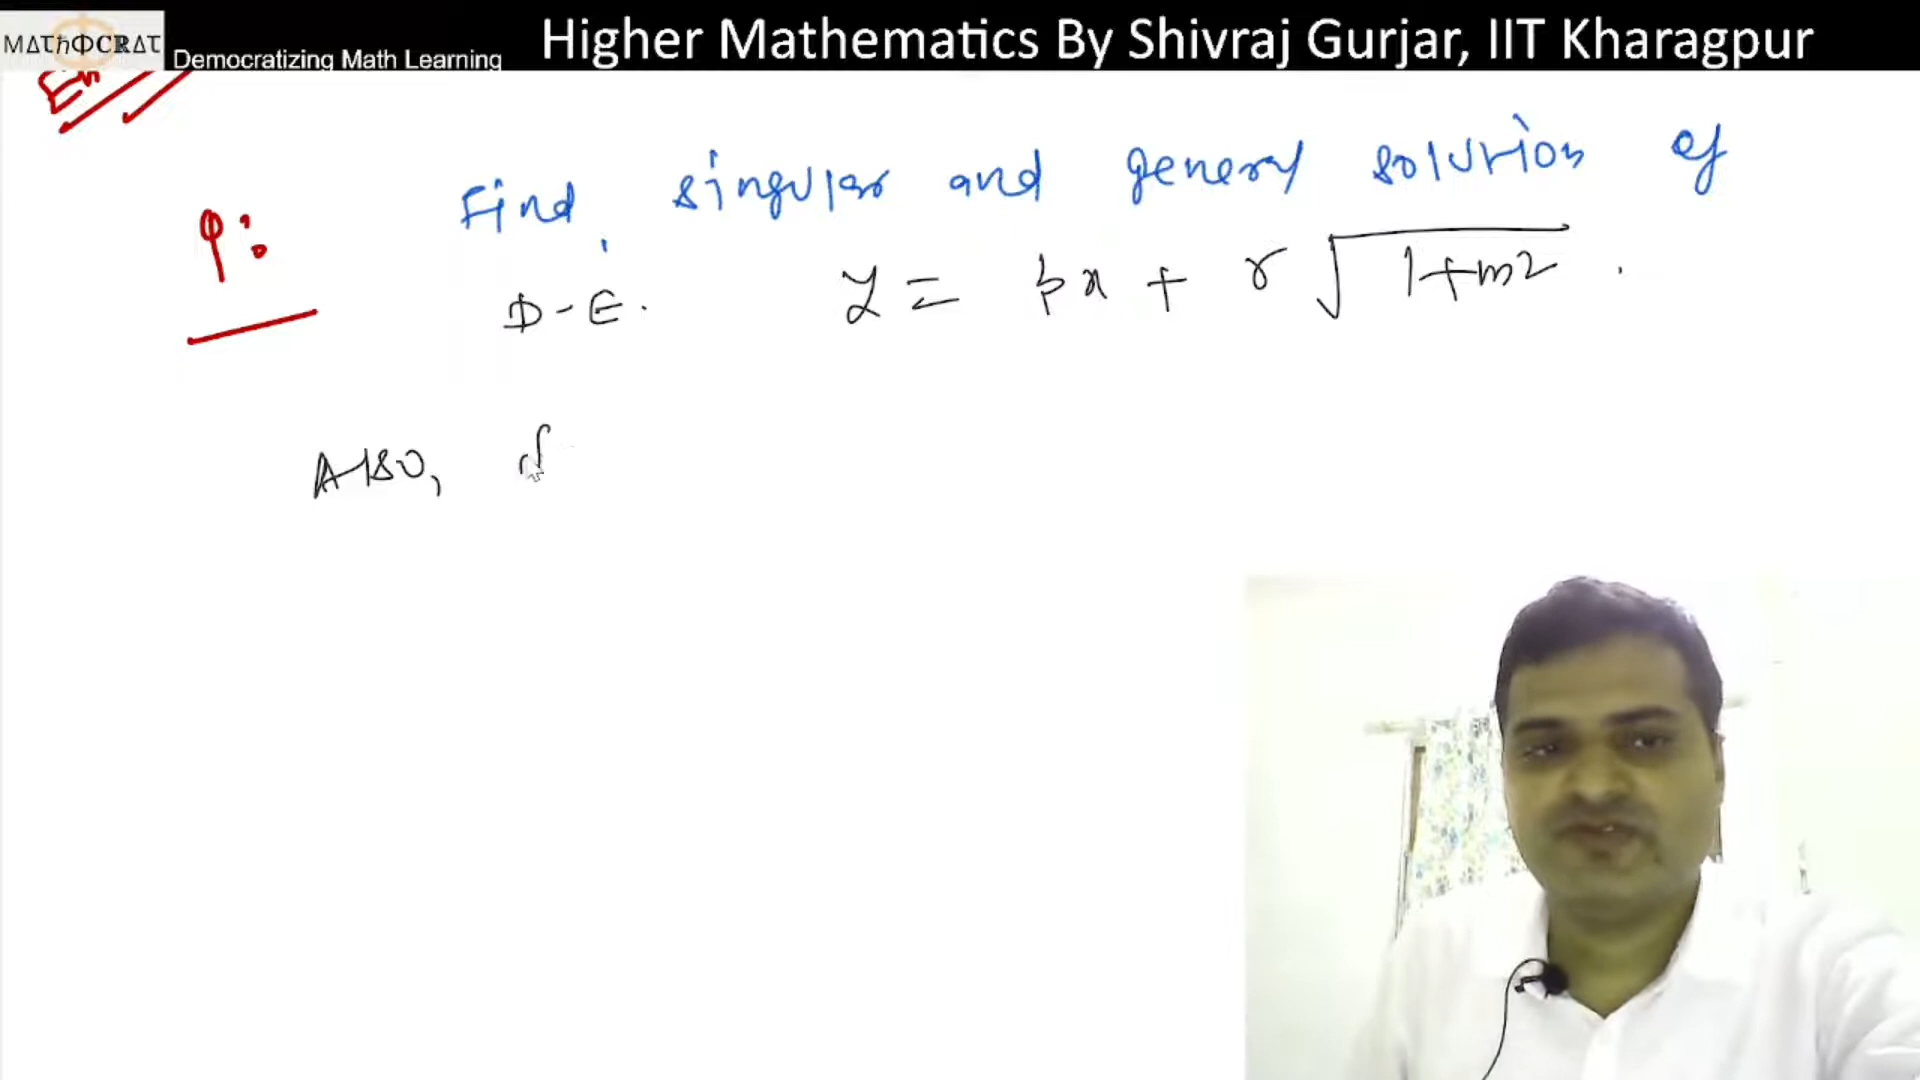 MΔTHΦCRΔT
Democratizing Math Learning
Higher Mathematics By Shivraj Gurjar, IIT Kharagpur
Find singular and general solution of
D-E. y = px + r√1+m2 .
Also,